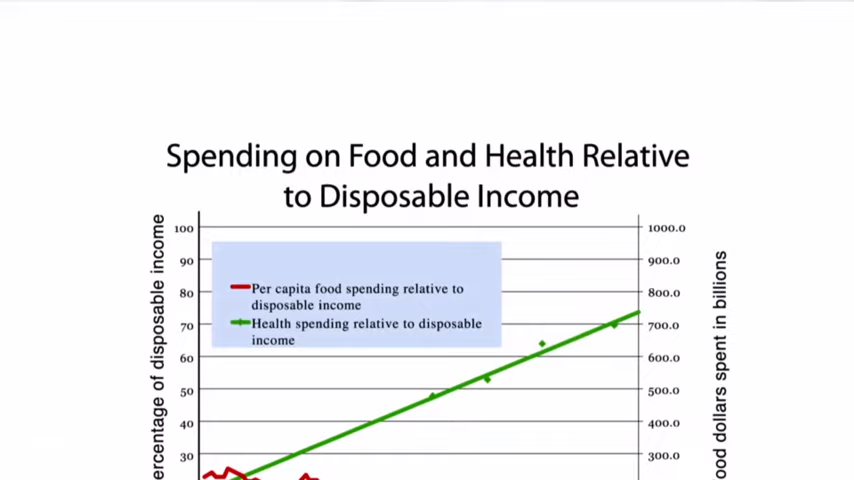 Spending on Food and Health Relative
to Disposable Income
ercentage of disposable income
100
90
80
70
60
50
40
30
Per capita food spending relative to
disposable income
Health spending relative to disposable
income
1000.0
900.0
800.0
700.0
600.0
500.0
400.0
300.0
ood dollars spent in billions